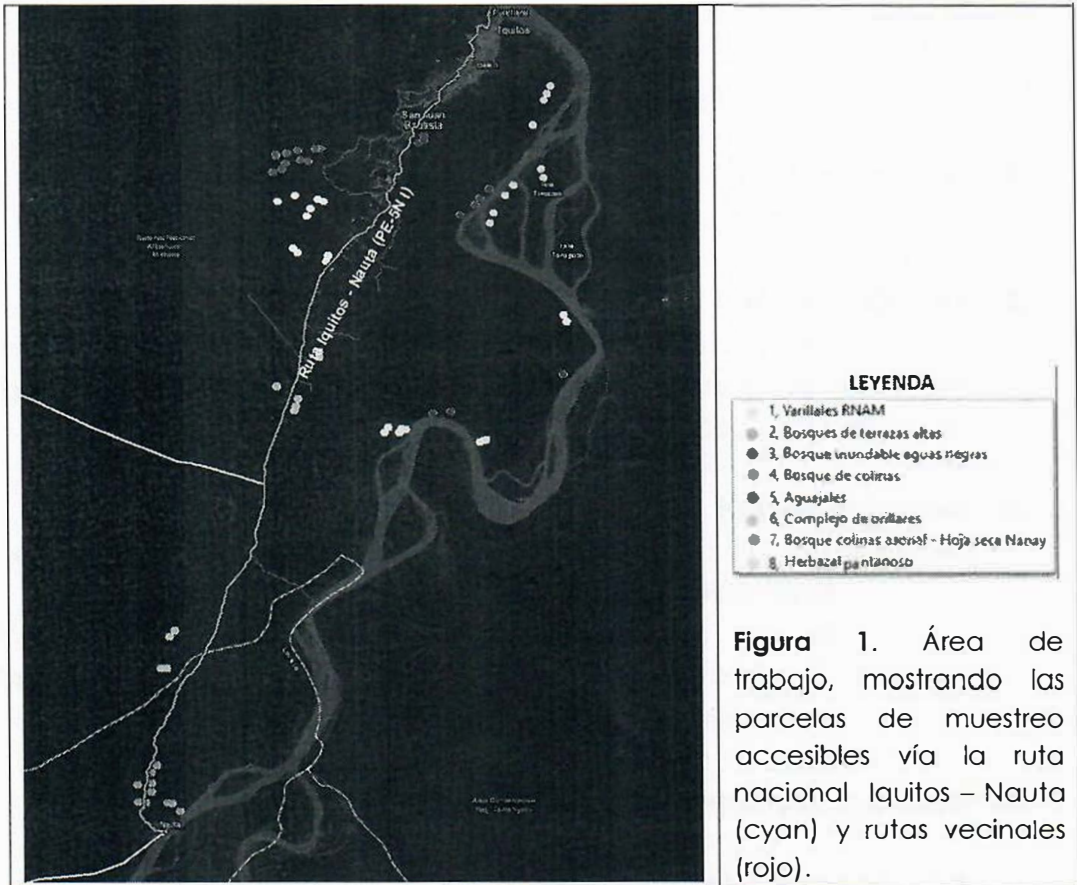 Iquitos
San Juan
Bautista
Ruta Iquitos - Nauta (PE-5N I)
Nauta
LEYENDA
1, Varillales RNAM
2, Bosques de terrazas altas
3, Bosque inundable aguas negras
4, Bosque de colinas
5, Aguajales
6, Complejo de orillares
7, Bosque colinas asonal - Hoja seca Nanay
8, Herbazal pantanoso
Figura 1. Área de
trabajo, mostrando las
parcelas de muestreo
accesibles vía la ruta
nacional Iquitos – Nauta
(cyan) y rutas vecinales
(rojo).